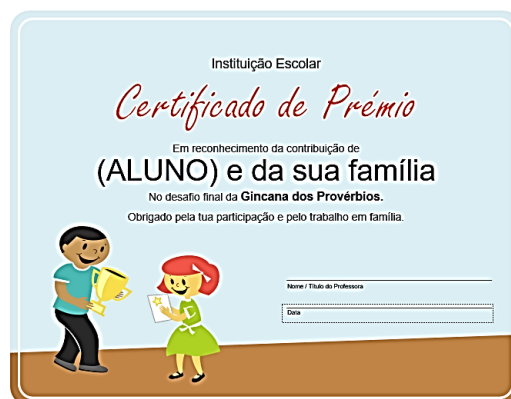 Instituição Escolar
Certificado de Prémio
Em reconhecimento da contribuição de
(ALUNO) e da sua família
No desafio final da Gincana dos Provérbios.
Obrigado pela tua participação e pelo trabalho em família.
Nome / Título do Professora
Data